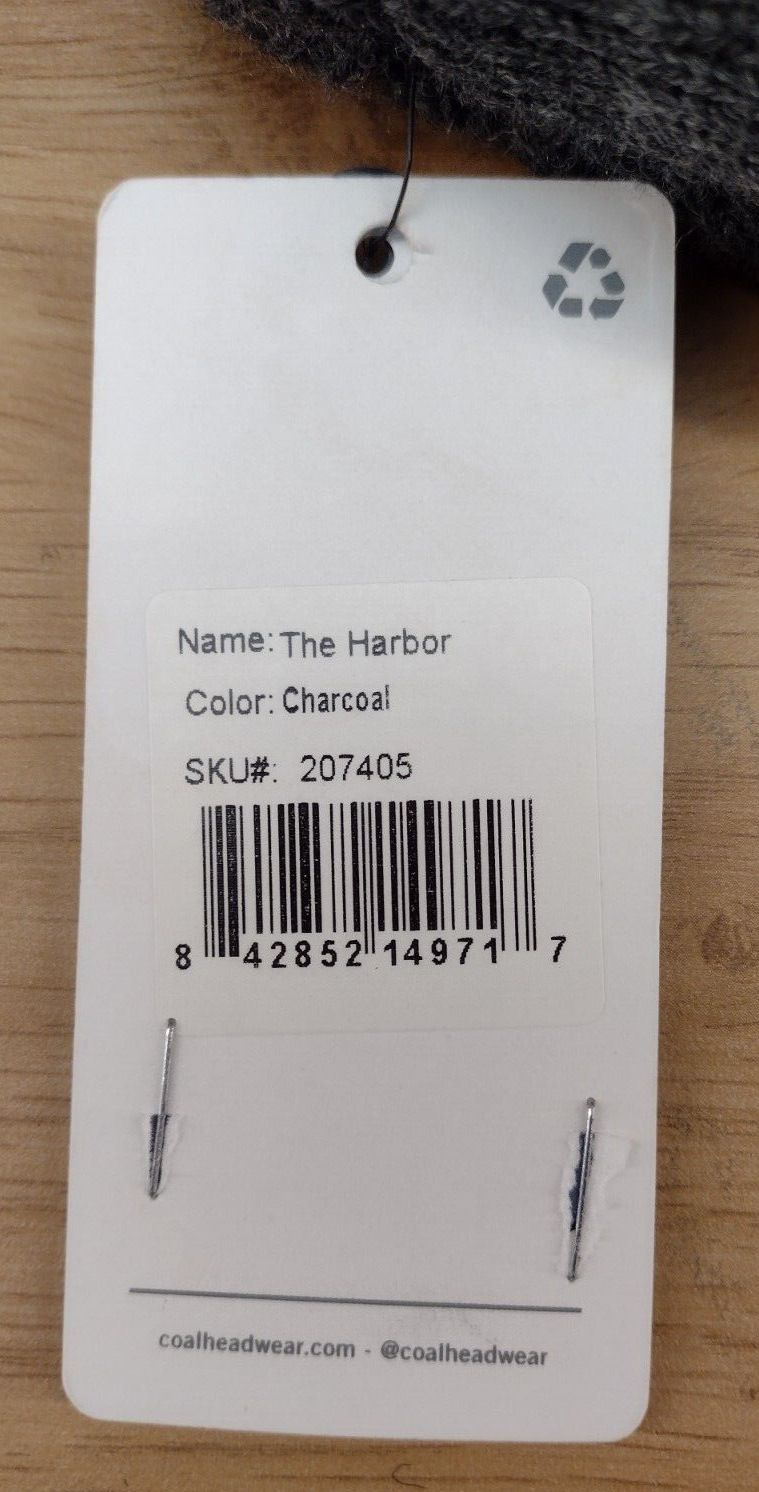 Name: The Harbor
Color: Charcoal
SKU#: 207405
8 42852 14971 7
coalheadwear.com - @coalheadwear